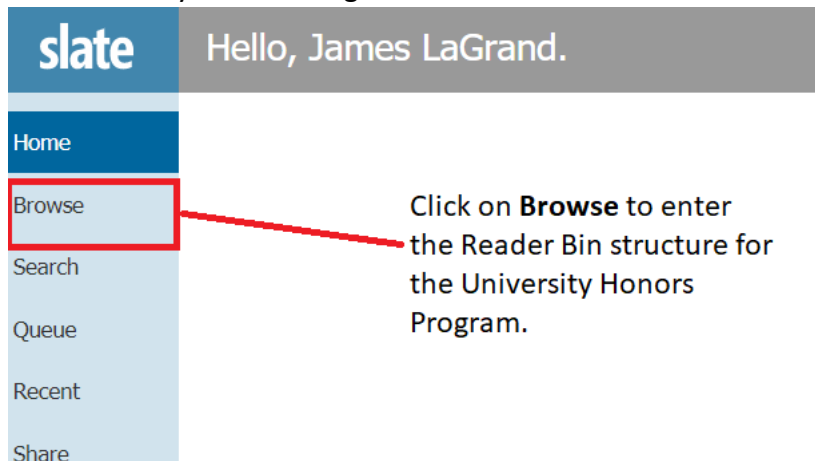 slate
Hello, James LaGrand.
Home
Browse
Search
Queue
Recent
Share
Click on Browse to enter
the Reader Bin structure for
the University Honors
Program.